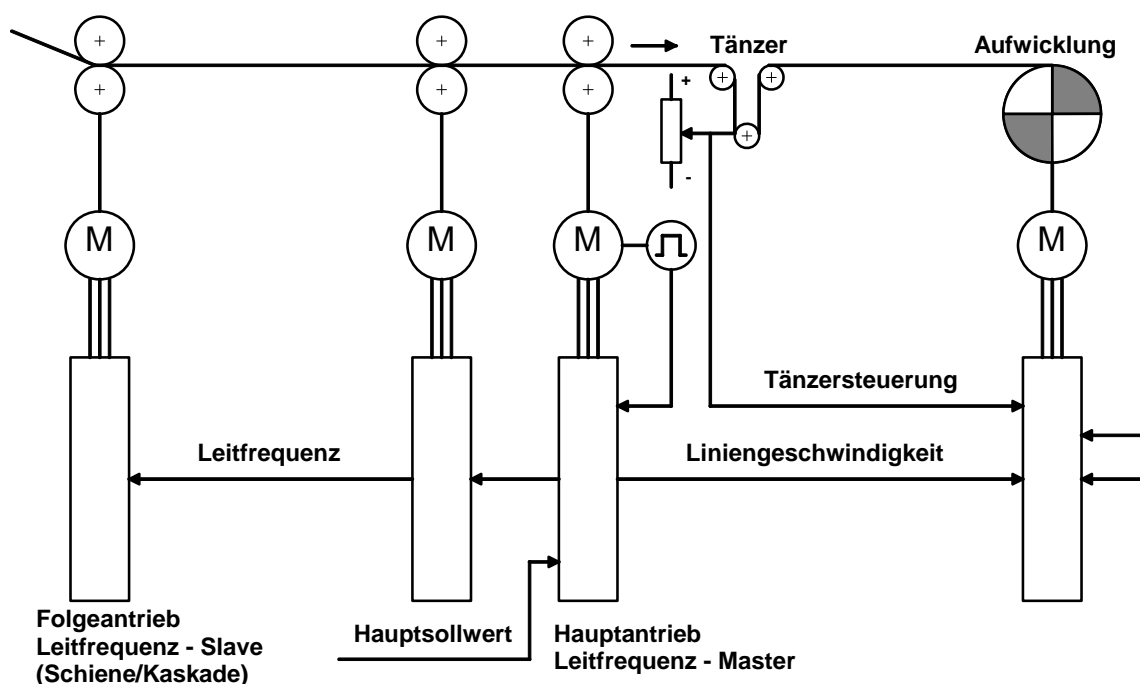 Tänzer
Aufwicklung
+
+
+
+
+
+
+
+
+
+
-
M
M
M
M
Tänzersteuerung
Leitfrequenz
Liniengeschwindigkeit
Folgeantrieb
Leitfrequenz - Slave
(Schiene/Kaskade)
Hauptsollwert
Hauptantrieb
Leitfrequenz - Master